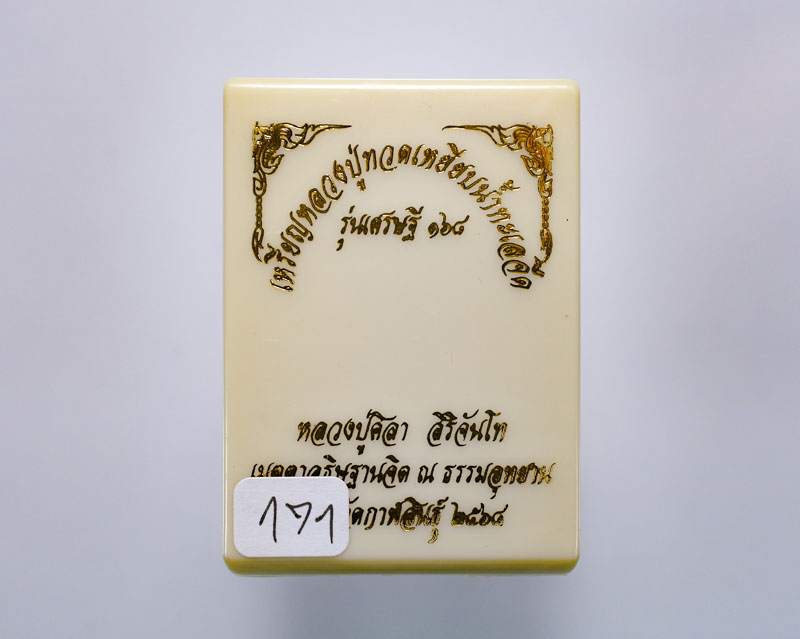 เหรียญหลวงปู่ทวดเหยียบน้ำทะเลจืด
รุ่นเศรษฐี ๑๖๘
หลวงปู่ศิลา สิริจันโท
เมตตาอธิษฐานจิต ณ ธรรมอุทยาน
กาฬสินธุ์ ๒๕๖๘
171